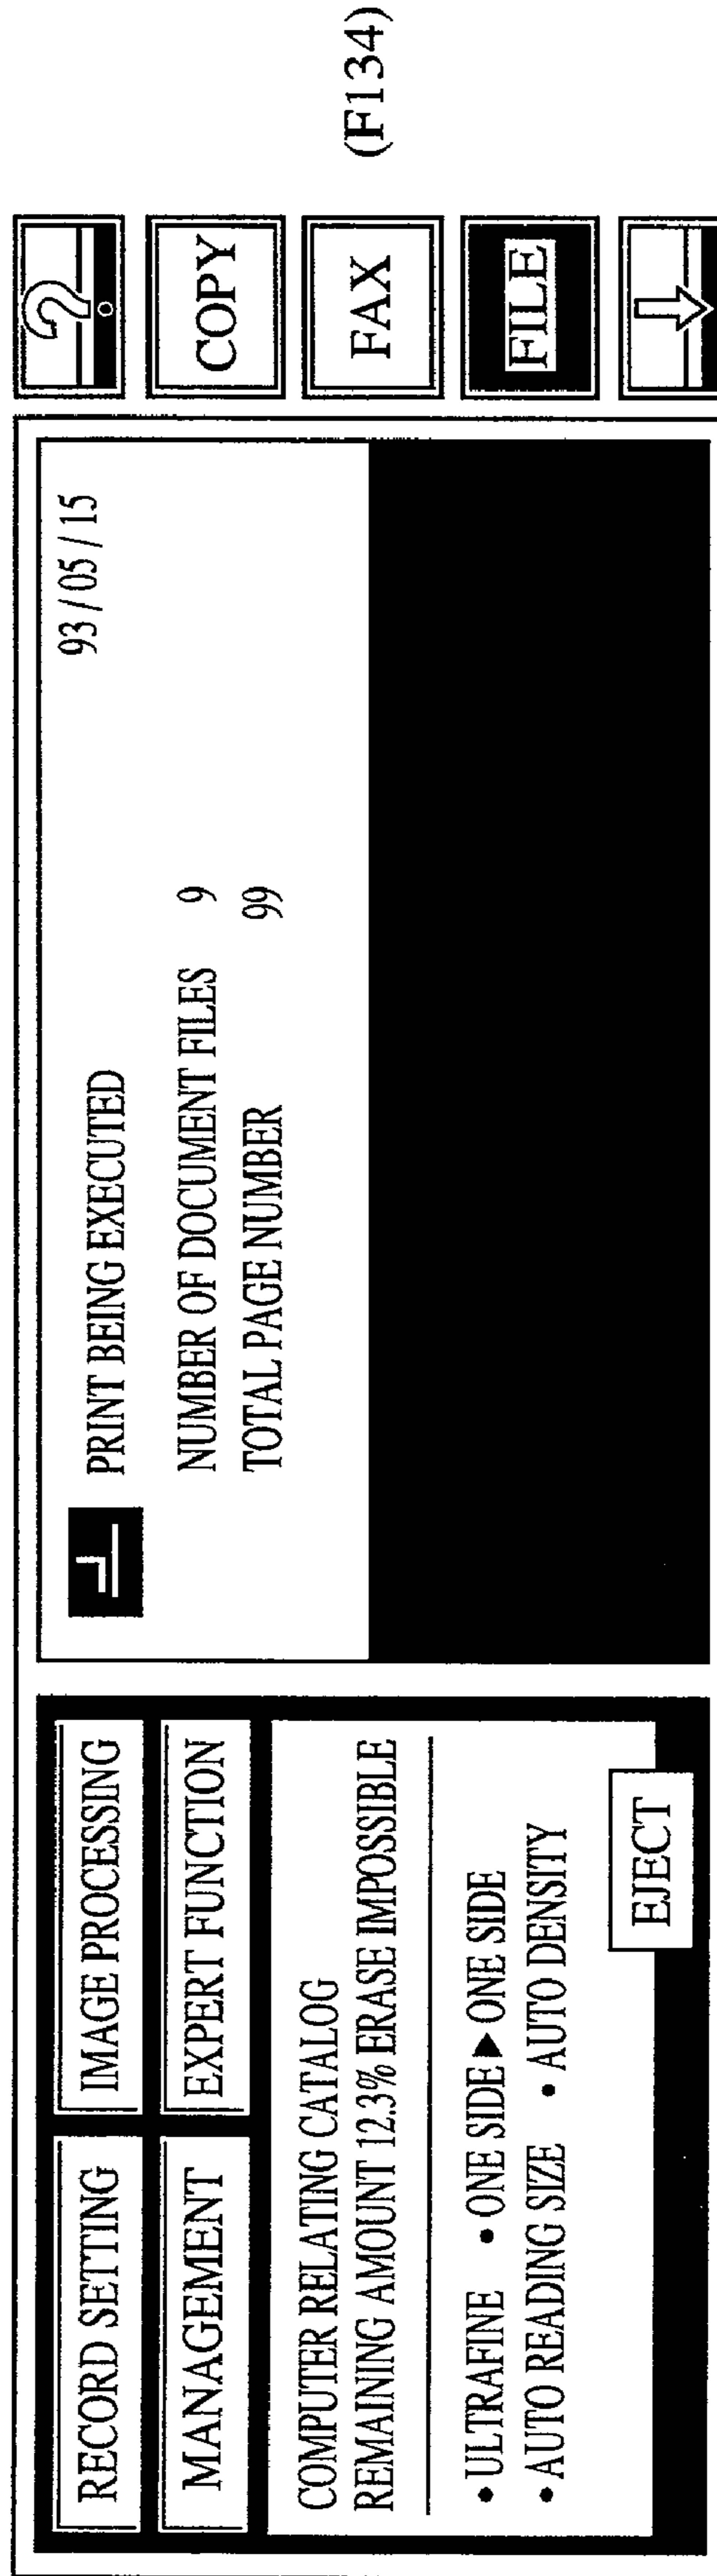 RECORD SETTING
IMAGE PROCESSING
MANAGEMENT
EXPERT FUNCTION
COMPUTER RELATING CATALOG
REMAINING AMOUNT 12.3% ERASE IMPOSSIBLE
• ULTRAFINE • ONE SIDE ▶ ONE SIDE
• AUTO READING SIZE • AUTO DENSITY
EJECT
PRINT BEING EXECUTED
93 / 05 / 15
NUMBER OF DOCUMENT FILES 9
TOTAL PAGE NUMBER 99
?
COPY
FAX
FILE
(F134)